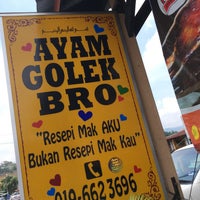 AYAM
GOLEK
BRO
"Resepi Mak AKU
Bukan Resepi Mak Kau"
019-662 3696